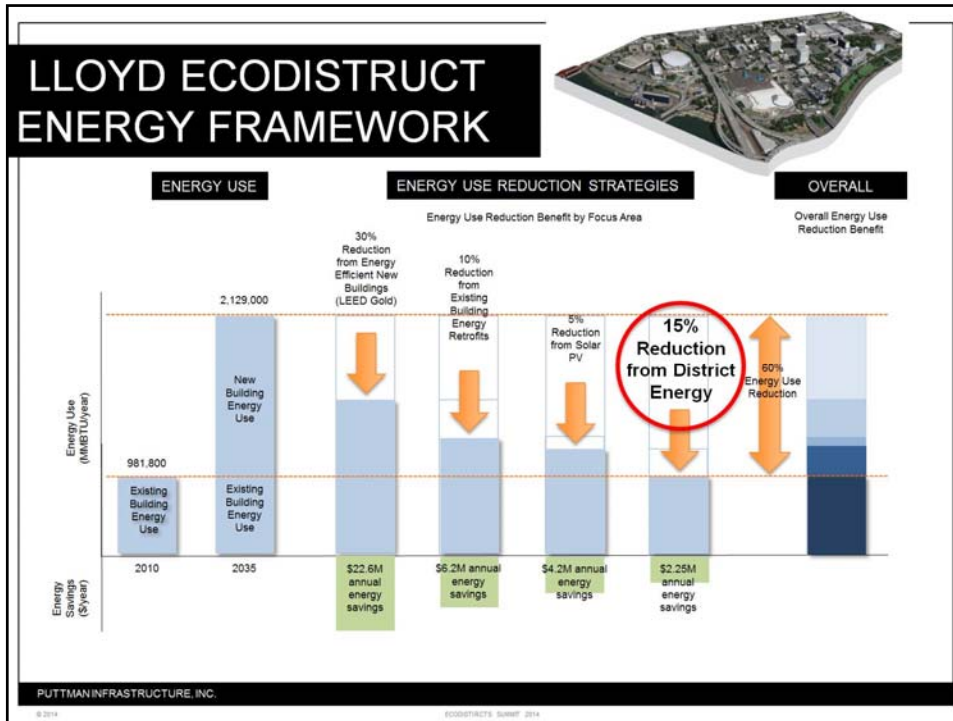 LLOYD ECODISTRUCT
ENERGY FRAMEWORK
ENERGY USE
ENERGY USE REDUCTION STRATEGIES
OVERALL
Energy Use Reduction Benefit by Focus Area
Overall Energy Use
Reduction Benefit
30%
Reduction
from Energy
Efficient New
Buildings
(LEED Gold)
10%
Reduction
from
Existing
Building
Energy
Retrofits
5%
Reduction
from Solar
PV
15%
Reduction
from District
Energy
60%
Energy Use
Reduction
Energy Use
(MMBTU/year)
2,129,000
New
Building
Energy
Use
981,800
Existing
Building
Energy
Use
Existing
Building
Energy
Use
Energy
Savings
($/year)
2010
2035
$22.6M
annual
energy
savings
$6.2M annual
energy
savings
$4.2M annual
energy
savings
$2.25M
annual
energy
savings
PUTTMAN INFRASTRUCTURE, INC.
© 2014
ECODISTIRCTS SUMMIT 2014